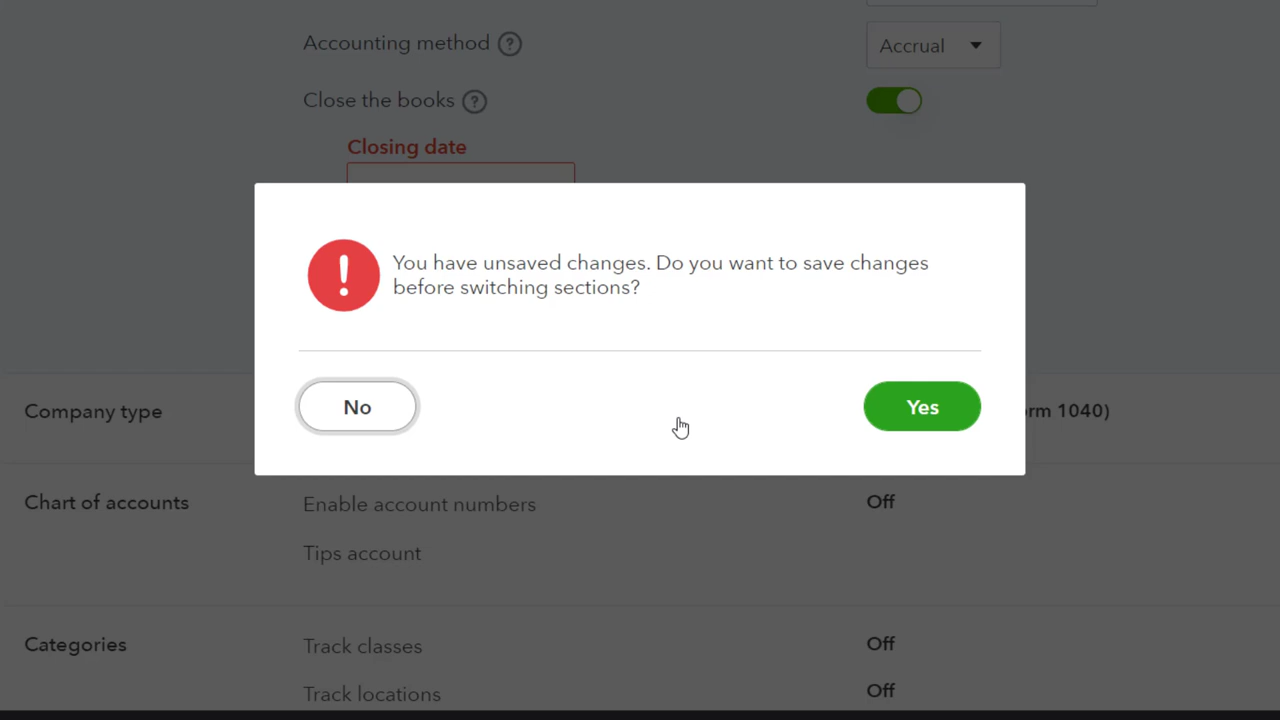 Accounting method ?
Accrual
Close the books ?
Closing date
!
You have unsaved changes. Do you want to save changes
before switching sections?
No
Yes
Company type
rm 1040)
Chart of accounts
Enable account numbers
Off
Tips account
Categories
Track classes
Off
Track locations
Off